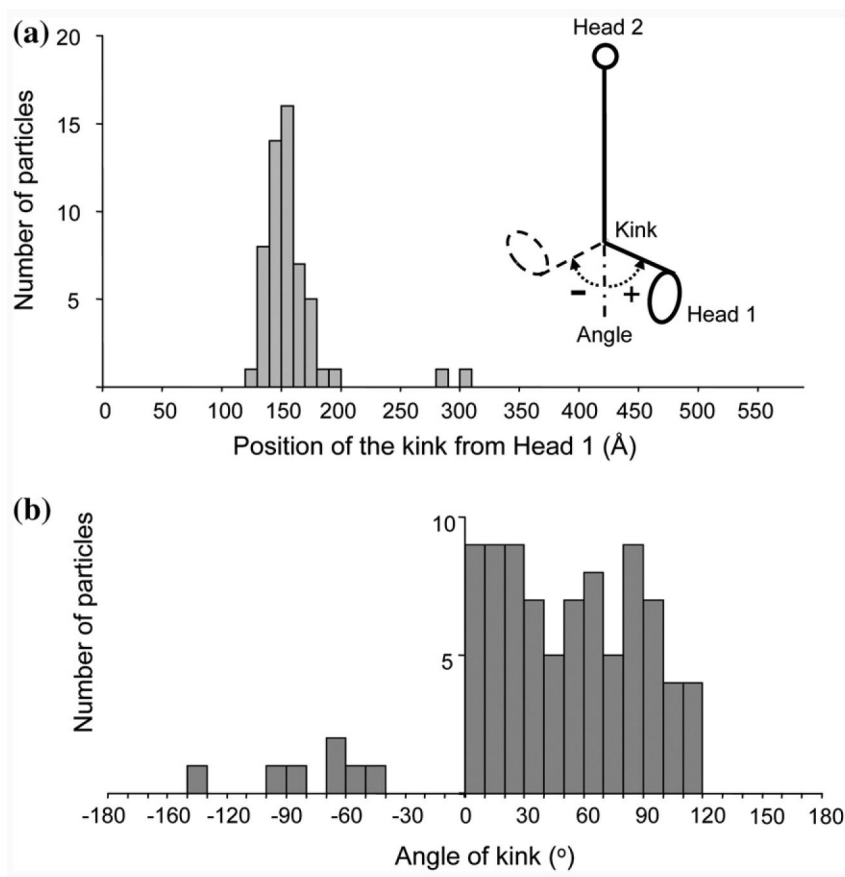 (a)
20
15
10
5
Number of particles
0 50 100 150 200 250 300 350 400 450 500 550
Position of the kink from Head 1 (Å)
Head 2
Kink
- +
Head 1
Angle
(b)
10
5
Number of particles
-180 -160 -120 -90 -60 -30 0 30 60 90 120 150 180
Angle of kink (º)